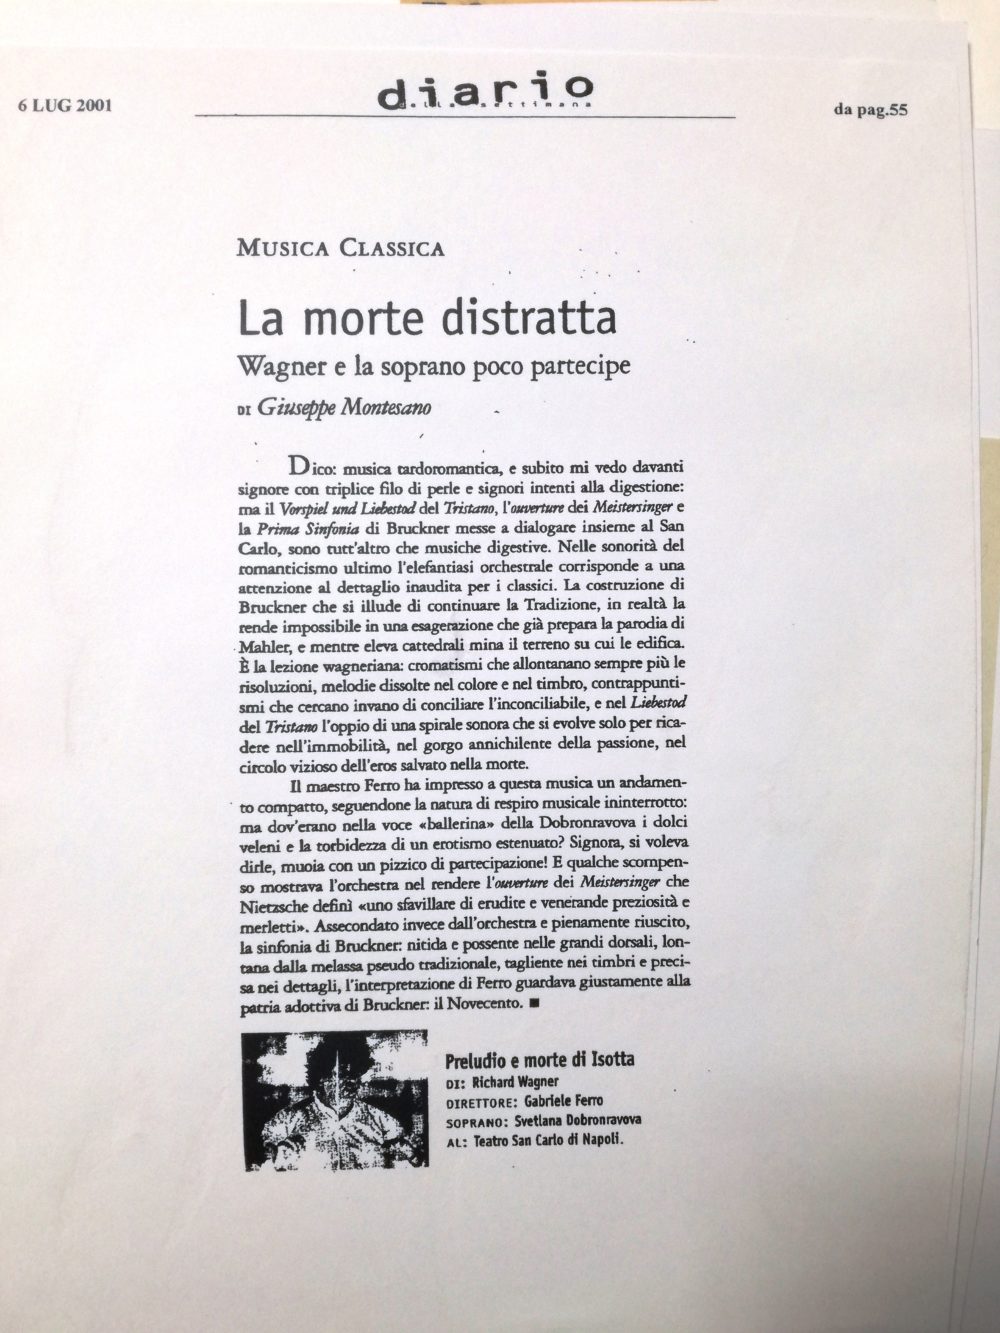 6 LUG 2001
diario
da pag.55
MUSICA CLASSICA
La morte distratta
Wagner e la soprano poco partecipe
DI Giuseppe Montesano
Dico: musica tardoromantica, e subito mi vedo davanti
signore con triplice filo di perle e signori intenti alla digestione:
ma il Vorspiel und Liebestod del Tristano, l'ouverture dei Meistersinger e
la Prima Sinfonia di Bruckner messe a dialogare insieme al San
Carlo, sono tutt'altro che musiche digestive. Nelle sonorità del
romanticismo ultimo l'elefantiasi orchestrale corrisponde a una
attenzione al dettaglio inaudita per i classici. La costruzione di
Bruckner che si illude di continuare la Tradizione, in realtà la
rende impossibile in una esagerazione che già prepara la parodia di
Mahler, e mentre eleva cattedrali mina il terreno su cui le edifica.
È la lezione wagneriana: cromatismi che allontanano sempre più le
risoluzioni, melodie dissolte nel colore e nel timbro, contrappunti-
smi che cercano invano di conciliare l'inconciliabile, e nel Liebestod
del Tristano l'oppio di una spirale sonora che si evolve solo per rica-
dere nell'immobilità, nel gorgo annichilente della passione, nel
circolo vizioso dell'eros salvato nella morte.
Il maestro Ferro ha impresso a questa musica un andamen-
to compatto, seguendone la natura di respiro musicale ininterrotto:
ma dov'erano nella voce «ballerina» della Dobronravova i dolci
veleni e la torbidezza di un erotismo estenuato? Signora, si voleva
dirle, muoia con un pizzico di partecipazione! E qualche scompen-
so mostrava l'orchestra nel rendere l'ouverture dei Meistersinger che
Nietzsche definì «uno sfavillare di erudite e venerande preziosità e
merletti». Assecondato invece dall'orchestra e pienamente riuscito,
la sinfonia di Bruckner: nitida e possente nelle grandi dorsali, lon-
tana dalla melassa pseudo tradizionale, tagliente nei timbri e preci-
sa nei dettagli, l'interpretazione di Ferro guardava giustamente alla
patria adottiva di Bruckner: il Novecento. ■
Preludio e morte di Isotta
DI: Richard Wagner
DIRETTORE: Gabriele Ferro
SOPRANO: Svetlana Dobronravova
AL: Teatro San Carlo di Napoli.